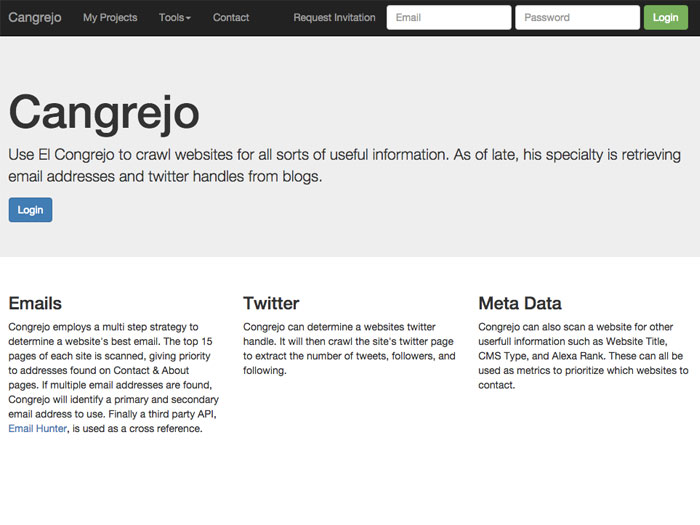 Cangrejo My Projects Tools Contact Request Invitation Email Password Login
Cangrejo
Use El Congrejo to crawl websites for all sorts of useful information. As of late, his specialty is retrieving
email addresses and twitter handles from blogs.
Login
Emails
Congrejo employs a multi step strategy to
determine a website's best email. The top 15
pages of each site is scanned, giving priority
to addresses found on Contact & About
pages. If multiple email addresses are found,
Congrejo will identify a primary and secondary
email address to use. Finally a third party API,
Email Hunter, is used as a cross reference.
Twitter
Congrejo can determine a websites twitter
handle. It will then crawl the site's twitter page
to extract the number of tweets, followers, and
following.
Meta Data
Congrejo can also scan a website for other
userfull information such as Website Title,
CMS Type, and Alexa Rank. These can all be
used as metrics to prioritize which websites to
contact.